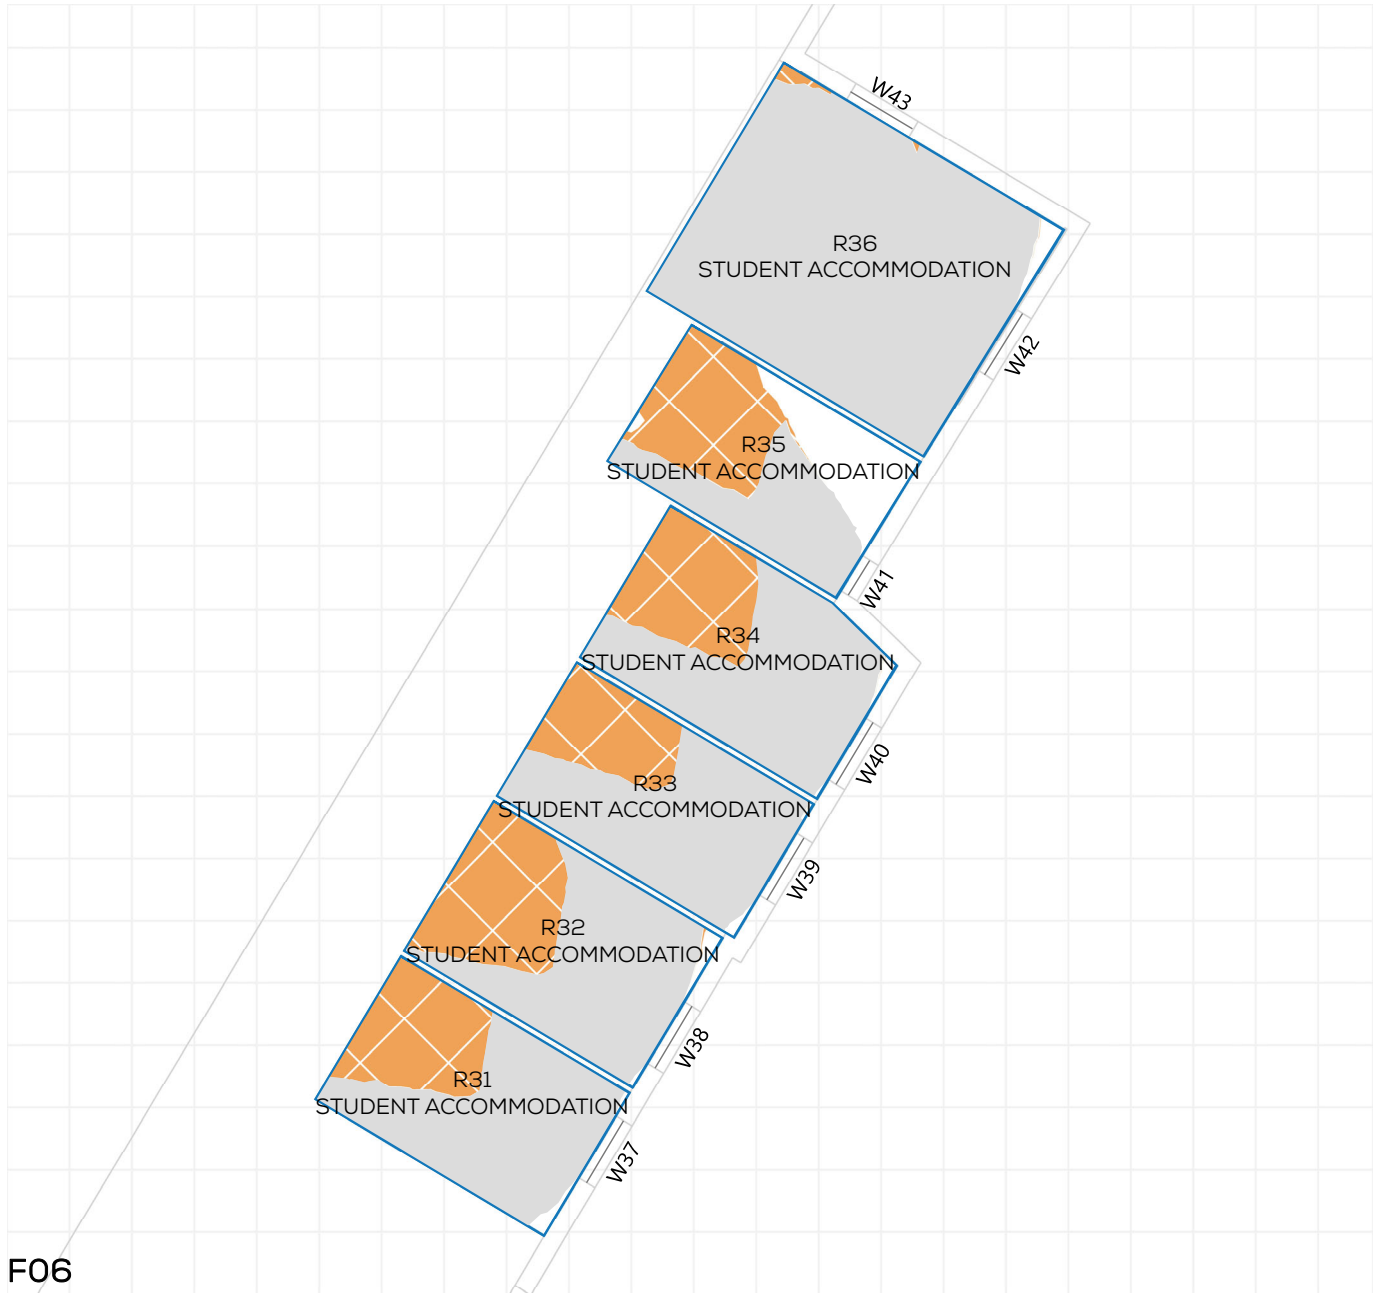 W43
R36
STUDENT ACCOMMODATION
W42
R35
STUDENT ACCOMMODATION
W41
R34
STUDENT ACCOMMODATION
W40
R33
STUDENT ACCOMMODATION
W39
R32
STUDENT ACCOMMODATION
W38
R31
STUDENT ACCOMMODATION
W37
F06